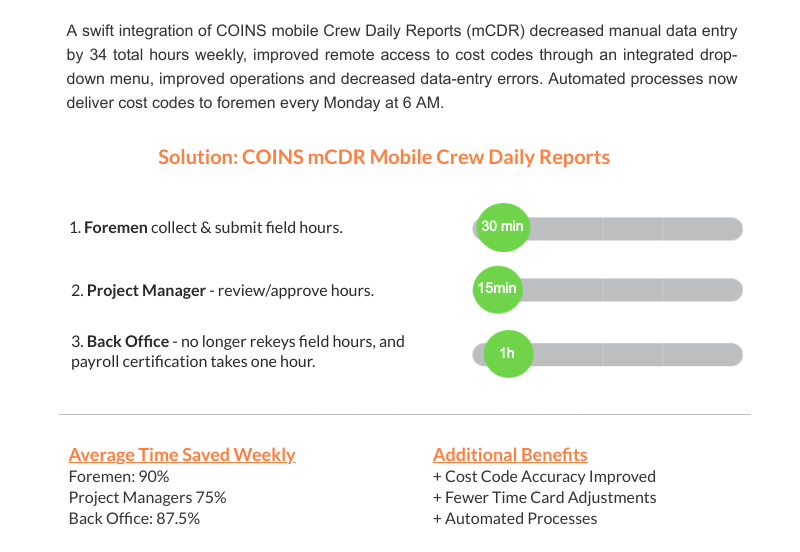 A swift integration of COINS mobile Crew Daily Reports (mCDR) decreased manual data entry
by 34 total hours weekly, improved remote access to cost codes through an integrated drop-
down menu, improved operations and decreased data-entry errors. Automated processes now
deliver cost codes to foremen every Monday at 6 AM.
Solution: COINS mCDR Mobile Crew Daily Reports
1. Foremen collect & submit field hours.
30 min
2. Project Manager - review/approve hours.
15min
3. Back Office - no longer rekeys field hours, and
payroll certification takes one hour.
1h
Average Time Saved Weekly
Foremen: 90%
Project Managers 75%
Back Office: 87.5%
Additional Benefits
+ Cost Code Accuracy Improved
+ Fewer Time Card Adjustments
+ Automated Processes